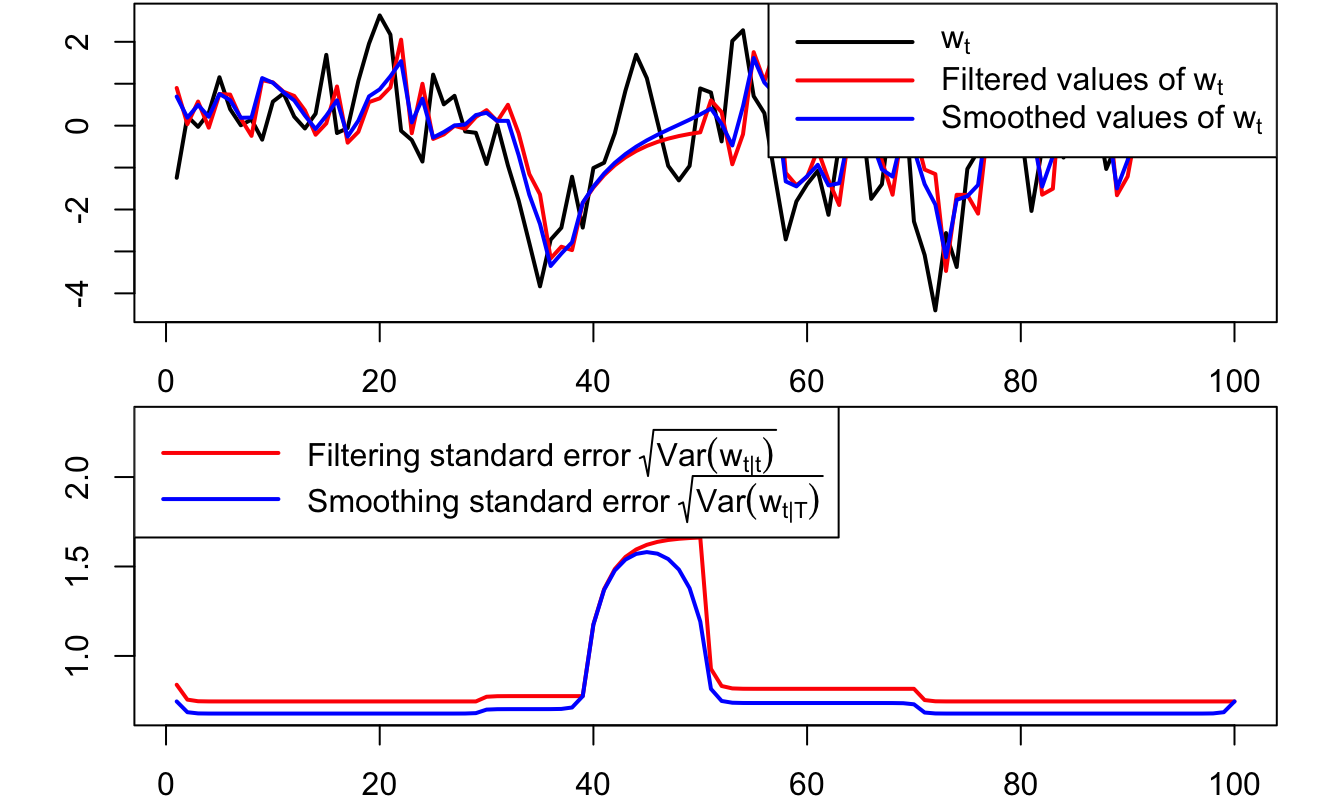 2
0
-2
-4
w_t
Filtered values of w_t
Smoothed values of w_t
0 20 40 60 80 100
2.0
1.5
1.0
Filtering standard error √Var(w_t|t)
Smoothing standard error √Var(w_t|T)
0 20 40 60 80 100